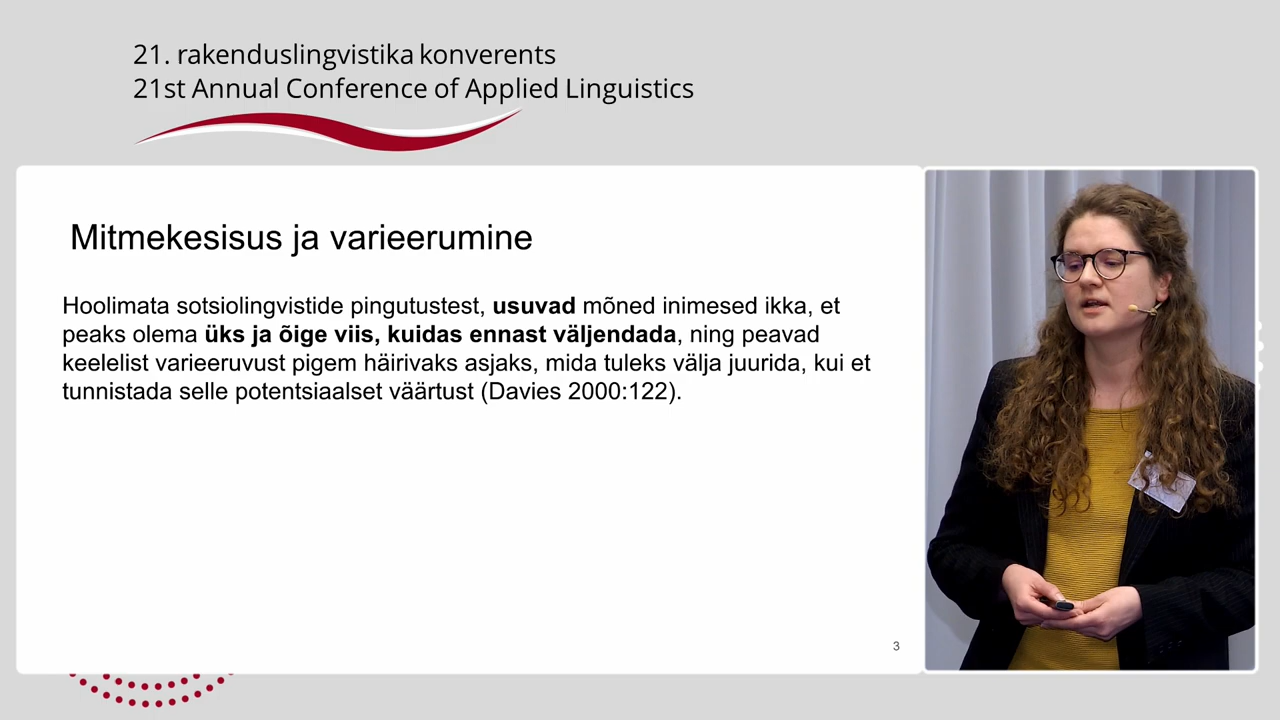 21. rakenduslingvistika konverents
21st Annual Conference of Applied Linguistics
Mitmekesisus ja varieerumine
Hoolimata sotsiolingvistide pingutustest, usuvad mõned inimesed ikka, et
peaks olema üks ja õige viis, kuidas ennast väljendada, ning peavad
keelelist varieeruvust pigem häirivaks asjaks, mida tuleks välja juurida, kui et
tunnistada selle potentsiaalset väärtust (Davies 2000:122).
3